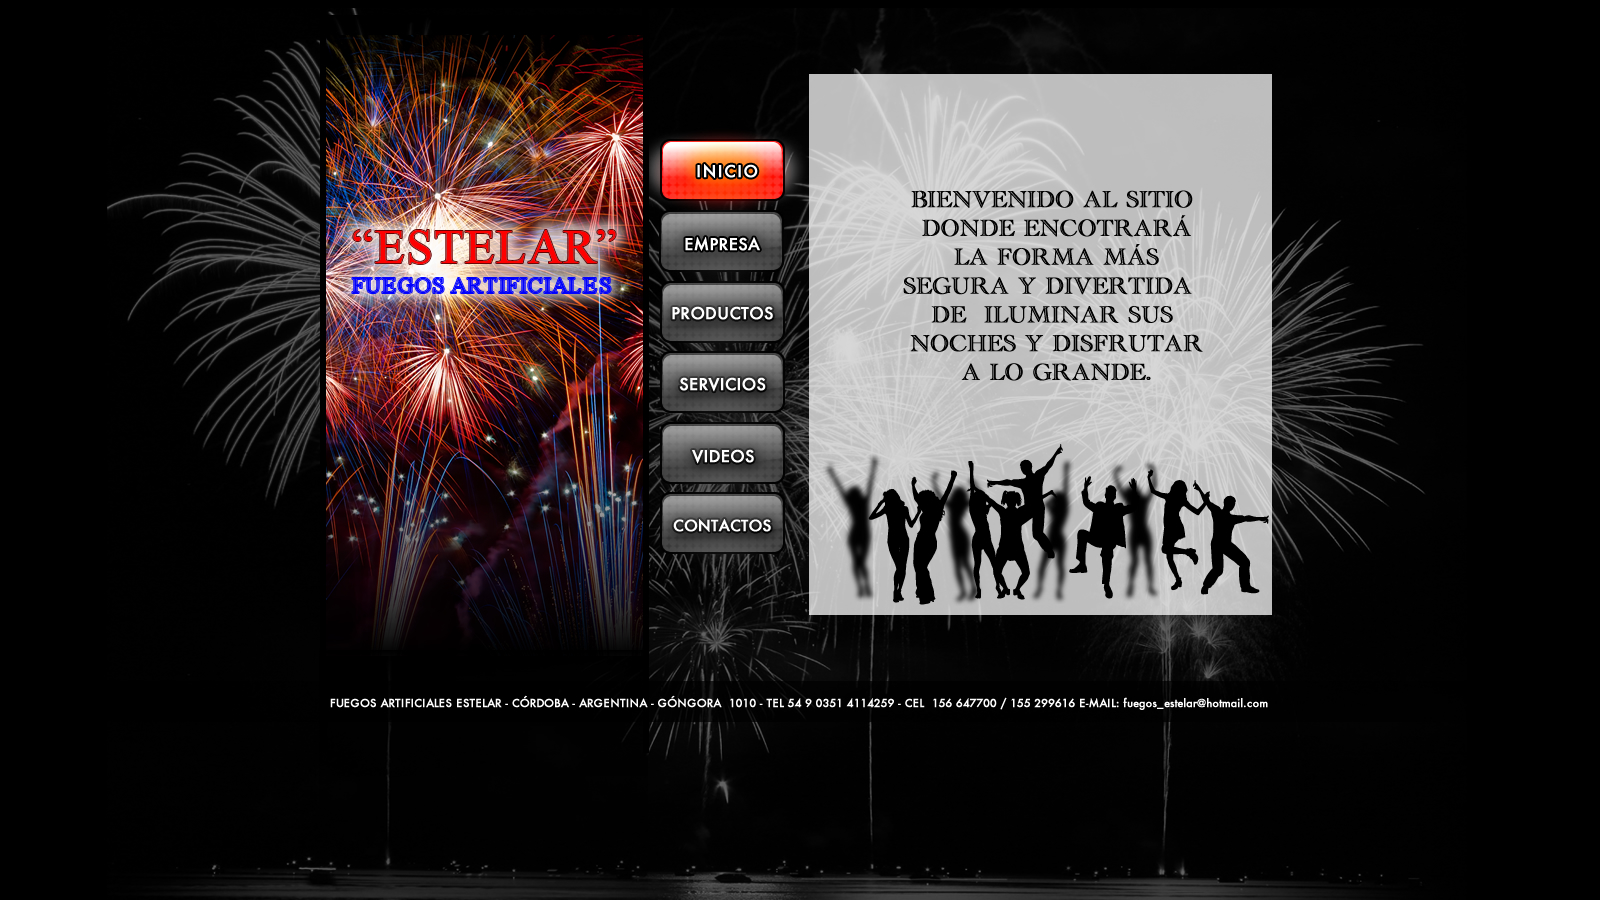 “ESTELAR”
FUEGOS ARTIFICIALES
INICIO
EMPRESA
PRODUCTOS
SERVICIOS
VIDEOS
CONTACTOS
BIENVENIDO AL SITIO
DONDE ENCOTRARÁ
LA FORMA MÁS
SEGURA Y DIVERTIDA
DE ILUMINAR SUS
NOCHES Y DISFRUTAR
A LO GRANDE.
FUEGOS ARTIFICIALES ESTELAR - CÓRDOBA - ARGENTINA - GÓNGORA 1010 - TEL 54 9 0351 4114259 - CEL 156 647700 / 155 299616 E-MAIL: fuegos_estelar@hotmail.com